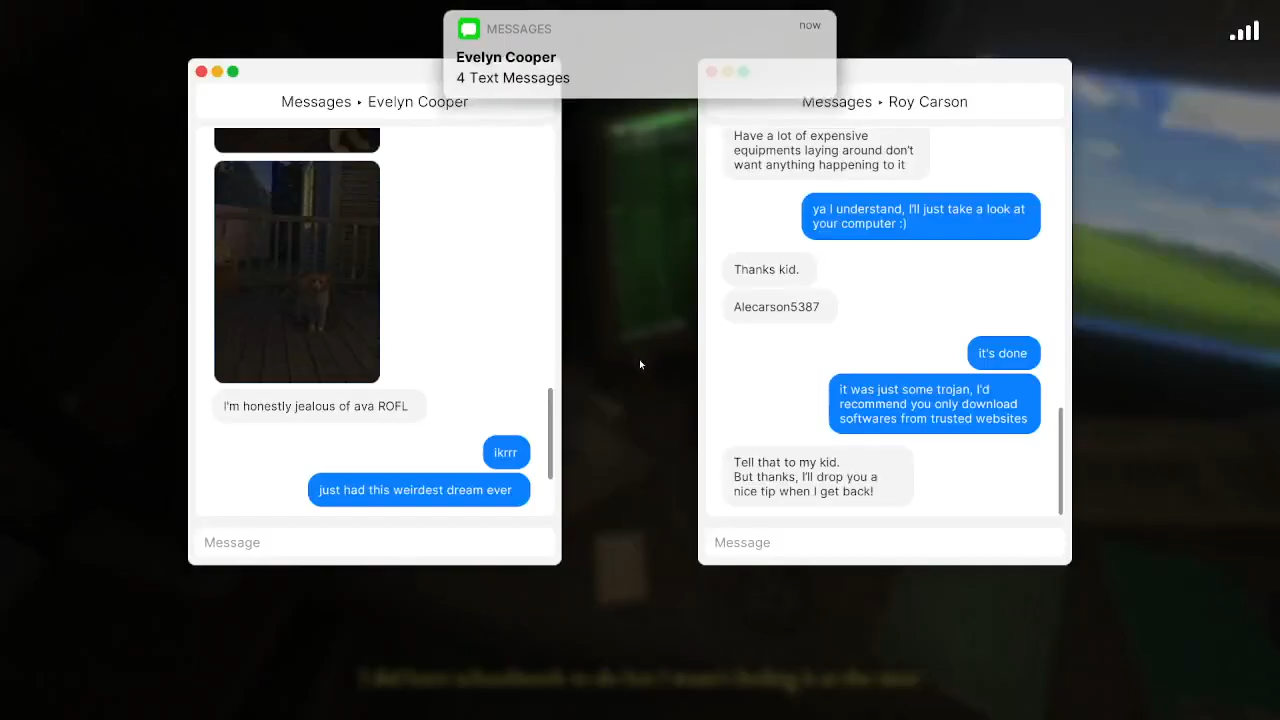 MESSAGES
now
Evelyn Cooper
4 Text Messages
Messages ▸ Evelyn Cooper
I'm honestly jealous of ava ROFL
ikrrr
just had this weirdest dream ever
Message
Messages ▸ Roy Carson
Have a lot of expensive
equipments laying around don't
want anything happening to it
ya I understand, I'll just take a look at
your computer :)
Thanks kid.
Alecarson5387
it's done
it was just some trojan, I'd
recommend you only download
softwares from trusted websites
Tell that to my kid.
But thanks, I'll drop you a
nice tip when I get back!
Message